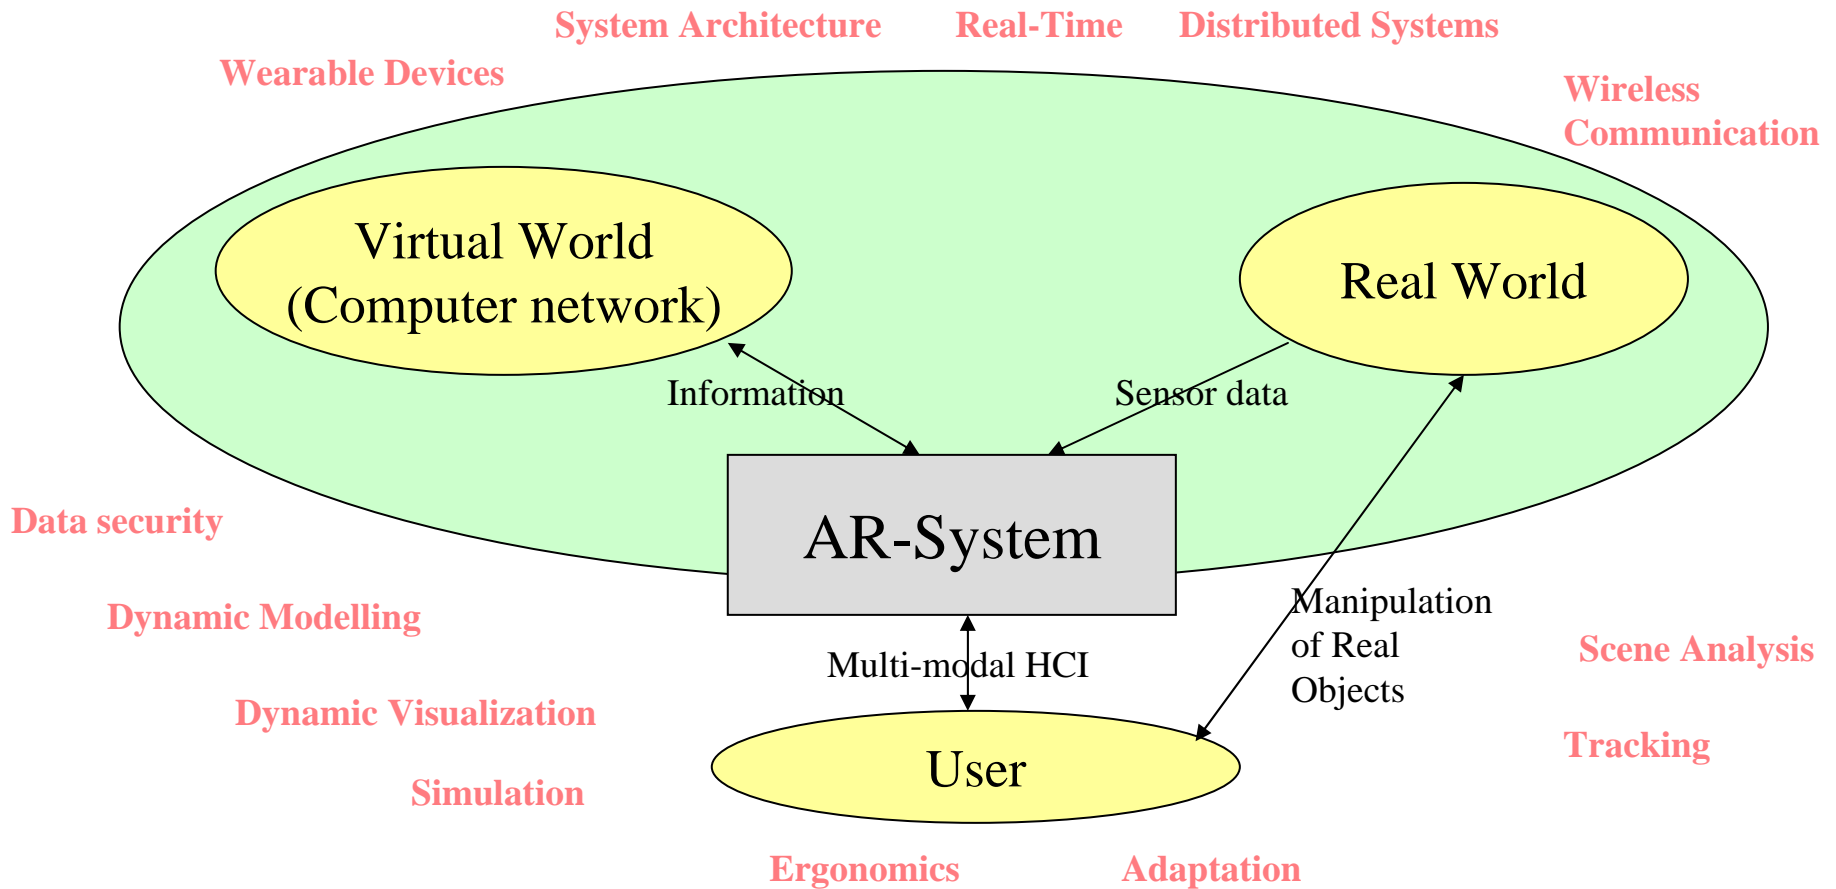 System Architecture
Real-Time
Distributed Systems
Wearable Devices
Wireless
Communication
Virtual World
(Computer network)
Real World
Information
Sensor data
AR-System
Data security
Dynamic Modelling
Manipulation
of Real
Objects
Scene Analysis
Multi-modal HCI
Dynamic Visualization
Tracking
User
Simulation
Ergonomics
Adaptation